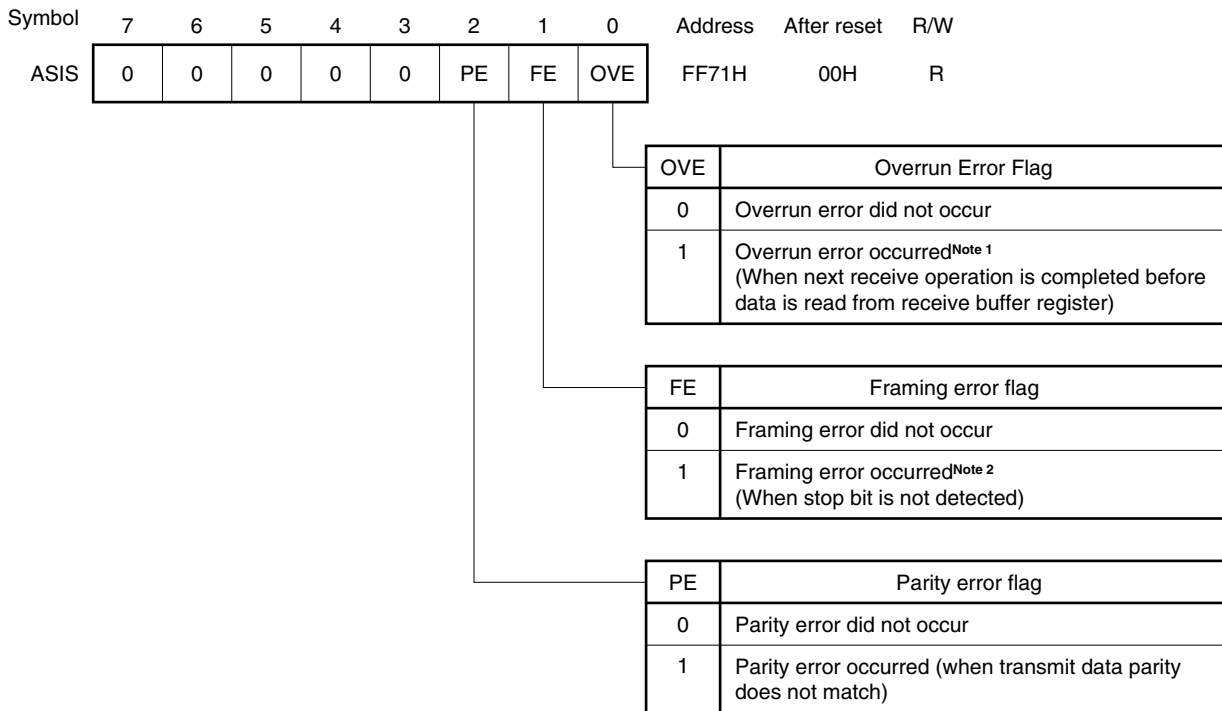 Symbol 7 6 5 4 3 2 1 0 Address After reset R/W
ASIS 0 0 0 0 0 PE FE OVE FF71H 00H R
OVE Overrun Error Flag
0 Overrun error did not occur
1 Overrun error occurredNote 1
(When next receive operation is completed before
data is read from receive buffer register)
FE Framing error flag
0 Framing error did not occur
1 Framing error occurredNote 2
(When stop bit is not detected)
PE Parity error flag
0 Parity error did not occur
1 Parity error occurred (when transmit data parity
does not match)